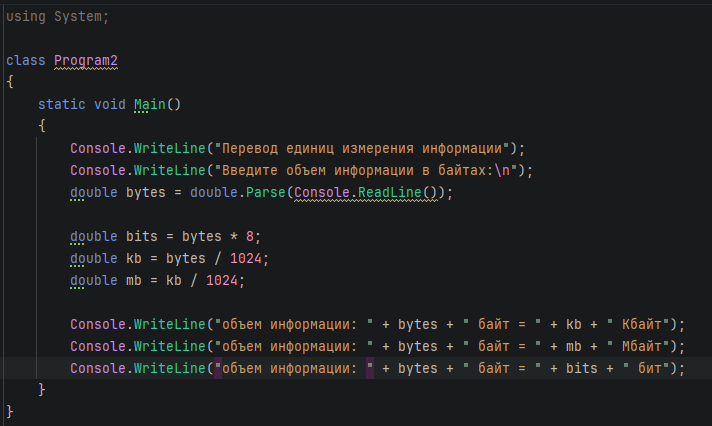 using System;
class Program2
{
static void Main()
{
Console.WriteLine("Перевод единиц измерения информации");
Console.WriteLine("Введите объем информации в байтах:\n");
double bytes = double.Parse(Console.ReadLine());
double bits = bytes * 8;
double kb = bytes / 1024;
double mb = kb / 1024;
Console.WriteLine("объем информации: " + bytes + " байт = " + kb + " Кбайт");
Console.WriteLine("объем информации: " + bytes + " байт = " + mb + " Мбайт");
Console.WriteLine("объем информации: " + bytes + " байт = " + bits + " бит");
}
}